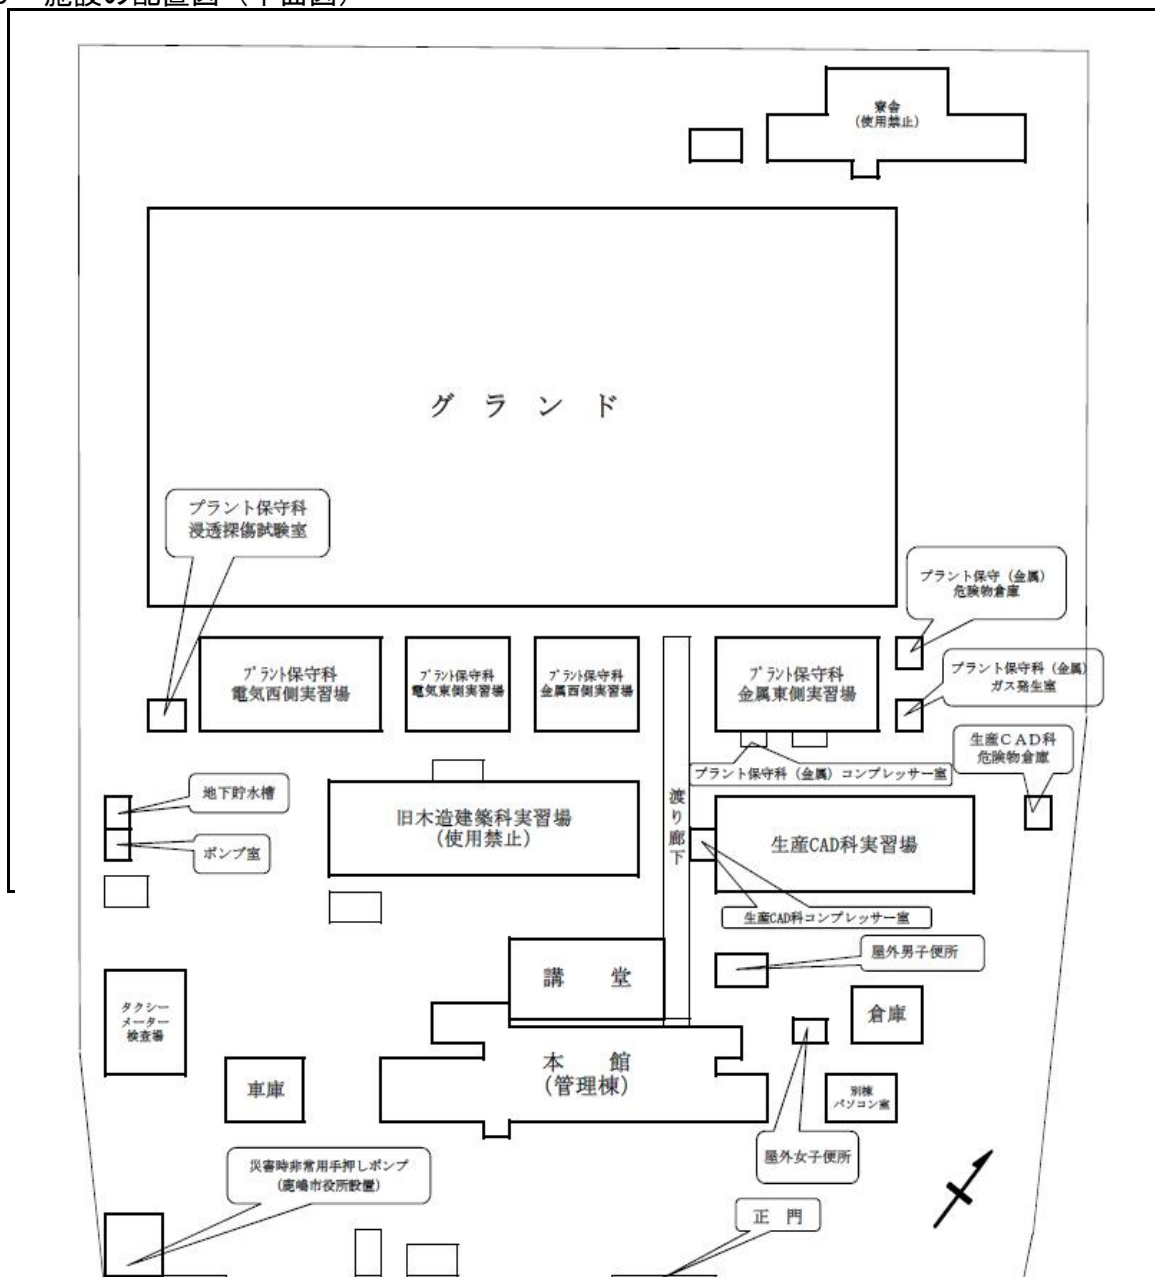 施設の配置図（平面図）
寮舎
(使用禁止)
グランド
プラント保守科
浸透探傷試験室
プラント保守（金属）
危険物倉庫
プラント保守科
電気西側実習場
プラント保守科
電気東側実習場
プラント保守科
金属西側実習場
プラント保守科
金属東側実習場
プラント保守科（金属）
ガス発生室
生産ＣＡＤ科
危険物倉庫
プラント保守科（金属）コンプレッサー室
地下貯水槽
ポンプ室
旧木造建築科実習場
(使用禁止)
渡り廊下
生産CAD科実習場
生産CAD科コンプレッサー室
講　堂
屋外男子便所
タクシー
メーター
検査場
倉庫
本　館
(管理棟)
車庫
別棟
パソコン室
屋外女子便所
災害時非常用手押しポンプ
(鹿嶋市役所設置)
正　門